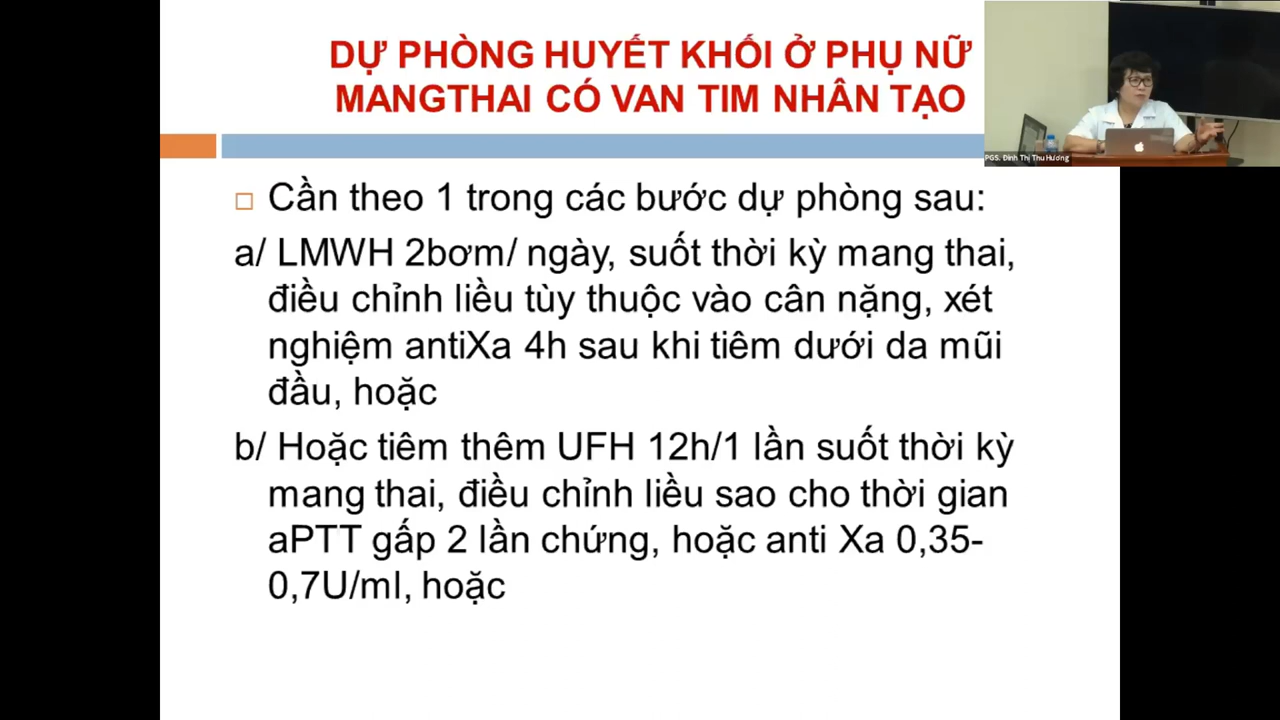 DỰ PHÒNG HUYẾT KHỐI Ở PHỤ NỮ
MANGTHAI CÓ VAN TIM NHÂN TẠO
PGS. Đinh Thị Thu Hương
Cần theo 1 trong các bước dự phòng sau:
a/ LMWH 2bơm/ ngày, suốt thời kỳ mang thai,
điều chỉnh liều tùy thuộc vào cân nặng, xét
nghiệm antiXa 4h sau khi tiêm dưới da mũi
đầu, hoặc
b/ Hoặc tiêm thêm UFH 12h/1 lần suốt thời kỳ
mang thai, điều chỉnh liều sao cho thời gian
aPTT gấp 2 lần chứng, hoặc anti Xa 0,35-
0,7U/ml, hoặc